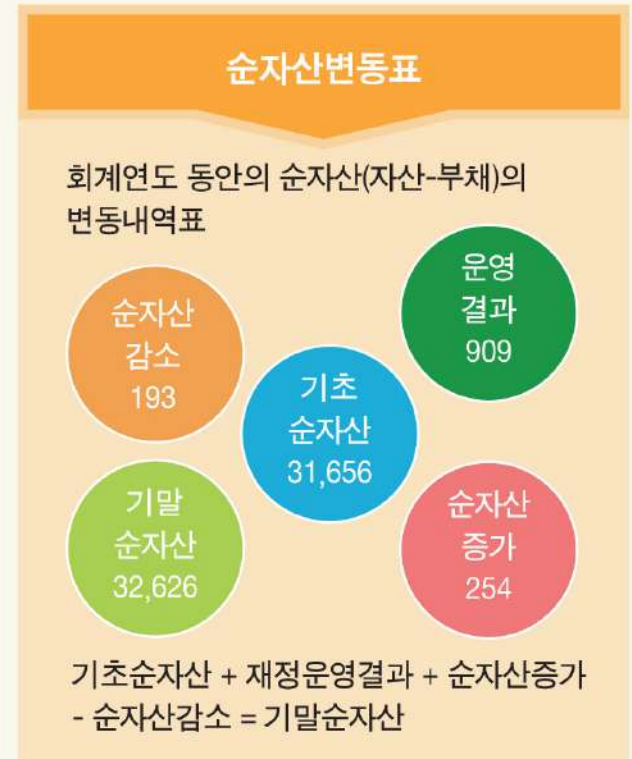 순자산변동표
회계연도 동안의 순자산(자산-부채)의
변동내역표
순자산
감소
193
운영
결과
909
기초
순자산
31,656
기말
순자산
32,626
순자산
증가
254
기초순자산 + 재정운영결과 + 순자산증가
- 순자산감소 = 기말순자산